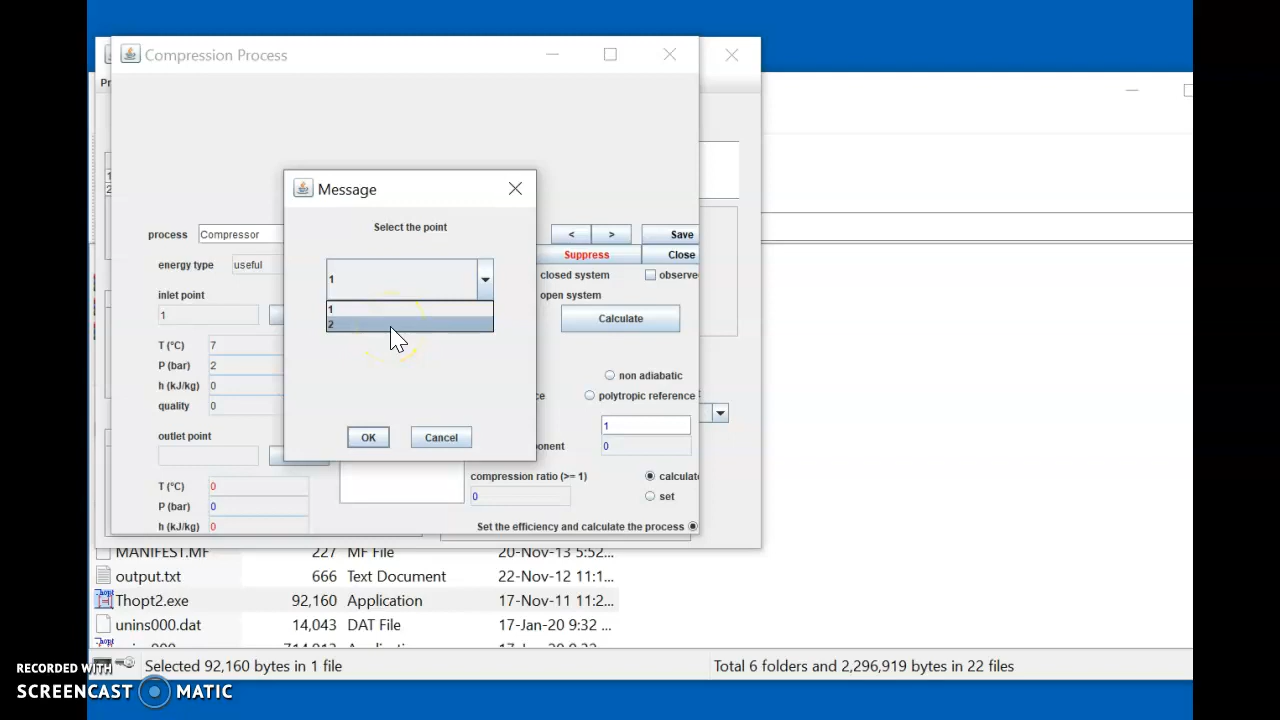 Compression Process
Pr
Message
Select the point
process
Compressor
<
>
Save
energy type
useful
Suppress
Close
1
closed system
observe
inlet point
open system
1
1
2
Calculate
T (°C)
7
P (bar)
2
h (kJ/kg)
0
non adiabatic
ce
polytropic reference
quality
0
1
outlet point
OK
Cancel
onent
0
compression ratio (>= 1)
calculate
T (°C)
0
0
set
P (bar)
0
h (kJ/kg)
0
Set the efficiency and calculate the process
MANIFEST.MF 227 MF File 20-Nov-13 5:52...
output.txt 666 Text Document 22-Nov-12 11:1...
Thopt2.exe 92,160 Application 17-Nov-11 11:2...
unins000.dat 14,043 DAT File 17-Jan-20 9:32 ...
Selected 92,160 bytes in 1 file
Total 6 folders and 2,296,919 bytes in 22 files
RECORDED WITH
SCREENCAST MATIC